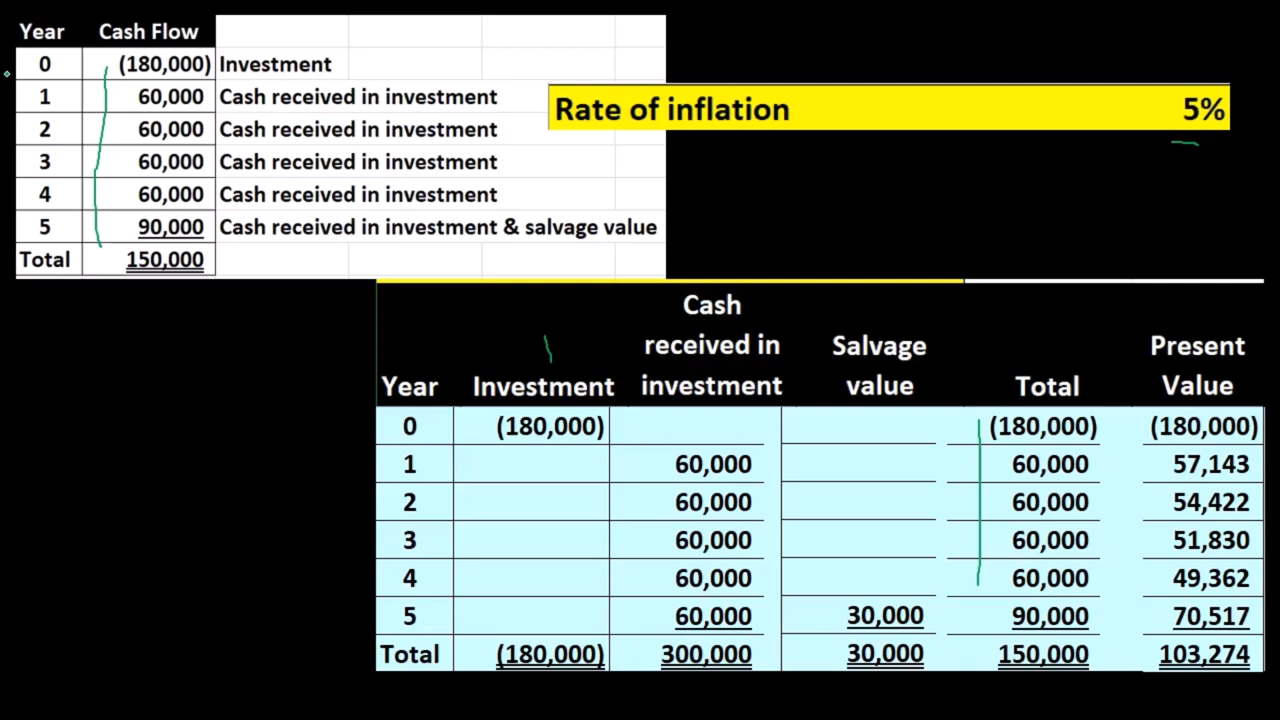 Year Cash Flow
0 (180,000) Investment
1 60,000 Cash received in investment
2 60,000 Cash received in investment
3 60,000 Cash received in investment
4 60,000 Cash received in investment
5 90,000 Cash received in investment & salvage value
Total 150,000
Rate of inflation 5%
Cash
received in Salvage Present
Year Investment investment value Total Value
0 (180,000) (180,000) (180,000)
1 60,000 60,000 57,143
2 60,000 60,000 54,422
3 60,000 60,000 51,830
4 60,000 60,000 49,362
5 60,000 30,000 90,000 70,517
Total (180,000) 300,000 30,000 150,000 103,274